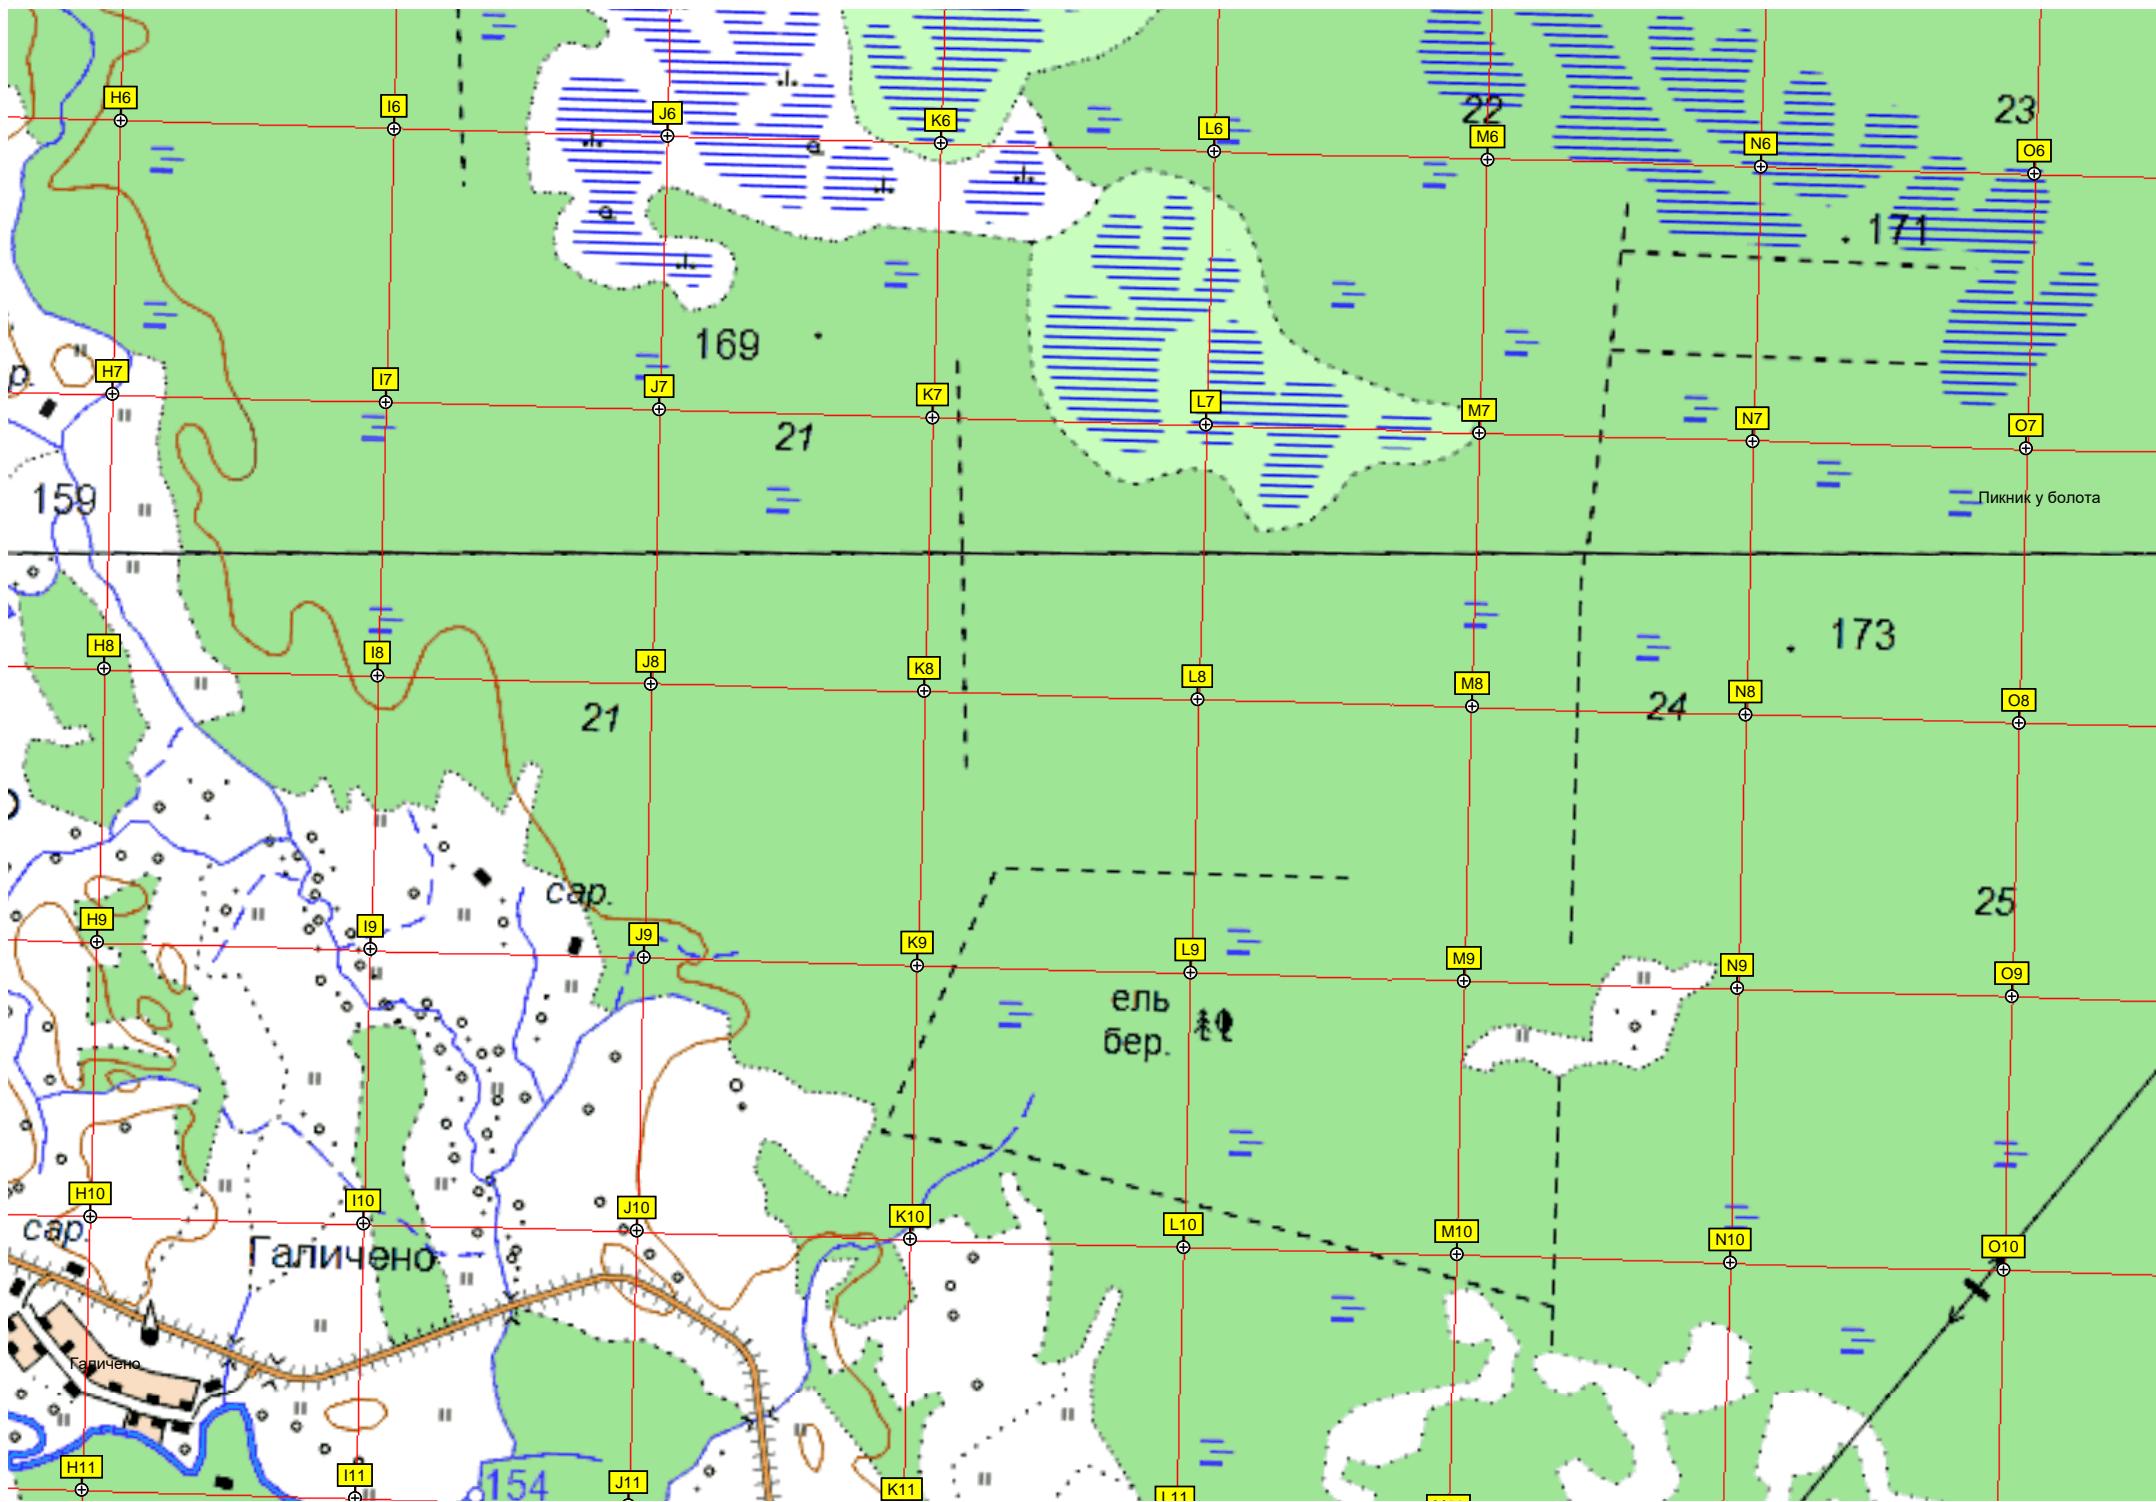 H6
I6
J6
K6
L6
22
M6
N6
23
O6
171
169
р.
H7
I7
J7
K7
L7
M7
N7
O7
21
159
Пикник у болота
173
H8
I8
J8
K8
L8
M8
N8
O8
21
24
сар.
25
H9
I9
J9
K9
L9
M9
N9
O9
ель
бер.
H10
I10
J10
K10
L10
M10
N10
O10
сар.
Галичено
Галичено
H11
I11
J11
K11
L11
154